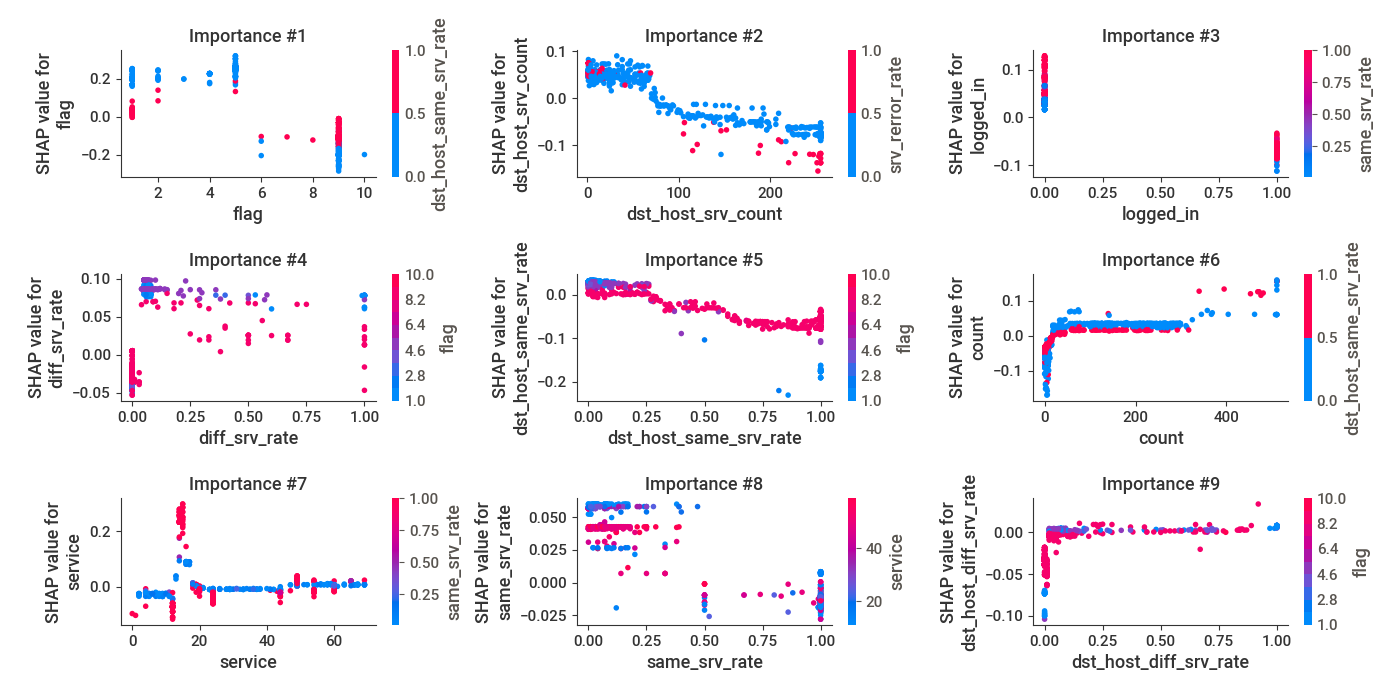 Importance #1
SHAP value for
flag
0.2
0.0
−0.2
2 4 6 8 10
flag
1.0
0.5
0.0
dst_host_same_srv_rate
Importance #2
SHAP value for
dst_host_srv_count
0.1
0.0
−0.1
0 100 200
dst_host_srv_count
1.0
0.5
0.0
srv_rerror_rate
Importance #3
SHAP value for
logged_in
0.1
0.0
−0.1
0.00 0.25 0.50 0.75 1.00
logged_in
1.00
0.75
0.50
0.25
same_srv_rate
Importance #4
SHAP value for
diff_srv_rate
0.10
0.05
0.00
−0.05
0.00 0.25 0.50 0.75 1.00
diff_srv_rate
10.0
8.2
6.4
4.6
2.8
1.0
flag
Importance #5
SHAP value for
dst_host_same_srv_rate
0.0
−0.1
−0.2
0.00 0.25 0.50 0.75 1.00
dst_host_same_srv_rate
10.0
8.2
6.4
4.6
2.8
1.0
flag
Importance #6
SHAP value for
count
0.1
0.0
−0.1
0 200 400
count
1.0
0.5
0.0
dst_host_same_srv_rate
Importance #7
SHAP value for
service
0.2
0.0
0 20 40 60
service
1.00
0.75
0.50
0.25
same_srv_rate
Importance #8
SHAP value for
same_srv_rate
0.050
0.025
0.000
−0.025
0.00 0.25 0.50 0.75 1.00
same_srv_rate
40
20
service
Importance #9
SHAP value for
dst_host_diff_srv_rate
0.00
−0.05
−0.10
0.00 0.25 0.50 0.75 1.00
dst_host_diff_srv_rate
10.0
8.2
6.4
4.6
2.8
1.0
flag